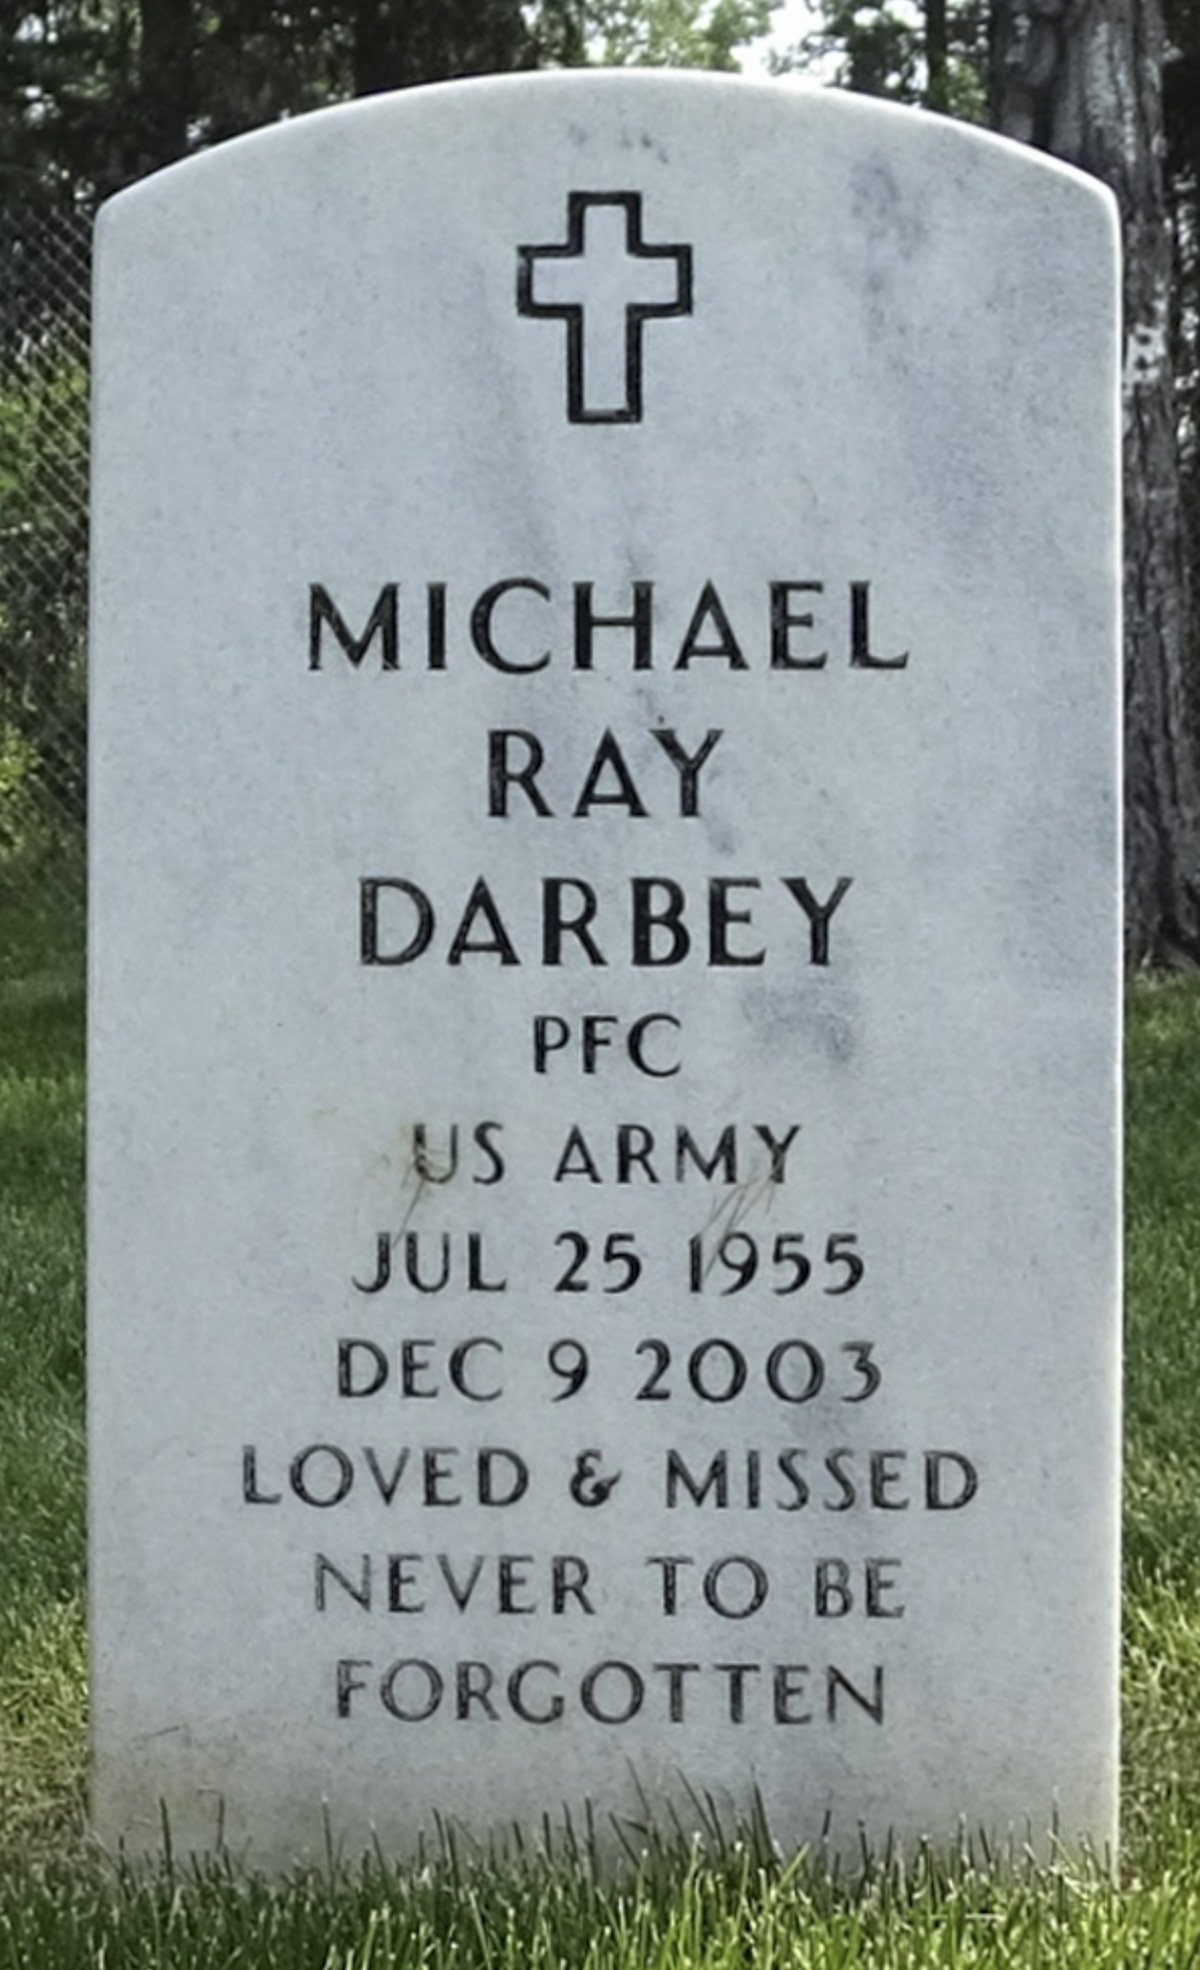 MICHAEL
RAY
DARBEY
PFC
US ARMY
JUL 25 1955
DEC 9 2003
LOVED & MISSED
NEVER TO BE
FORGOTTEN